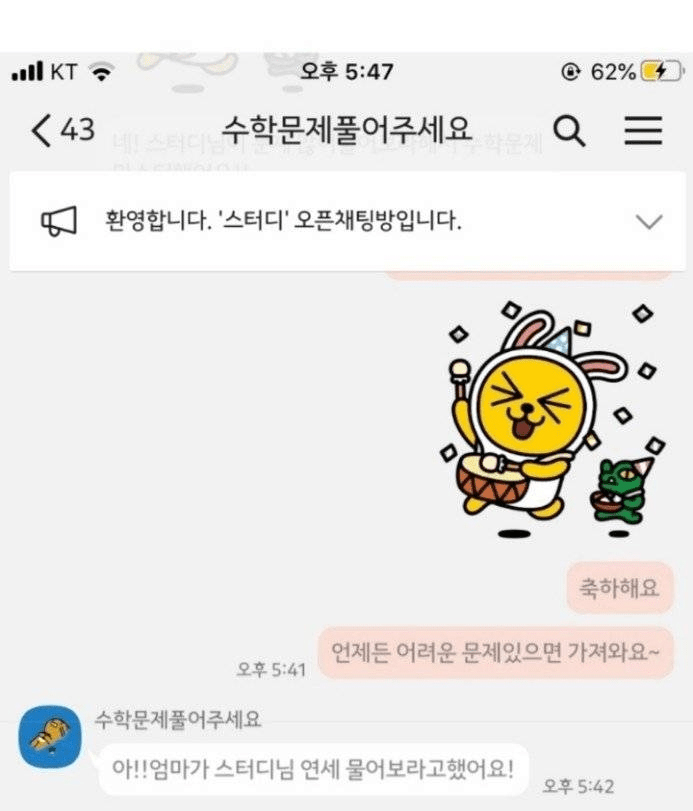 KT 오후 5:47 62%
43 수학문제풀어주세요
환영합니다. '스터디' 오픈채팅방입니다.
축하해요
언제든 어려운 문제있으면 가져와요~
오후 5:41
수학문제풀어주세요
아!!엄마가 스터디님 연세 물어보라고했어요!
오후 5:42